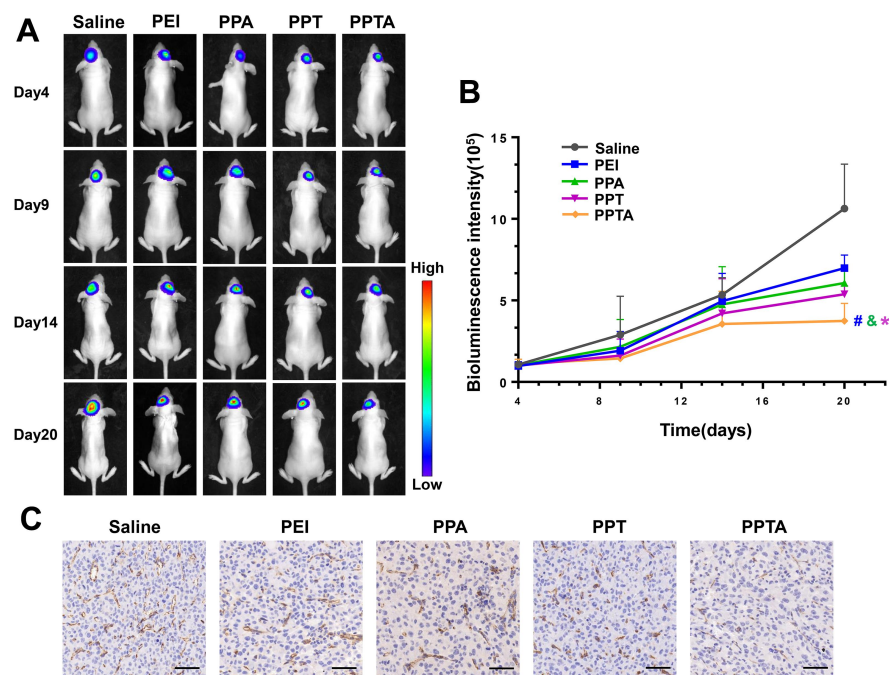 A
Saline PEI PPA PPT PPTA
Day4
Day9
Day14
Day20
High
Low
B
Bioluminescence intensity(10⁵)
15
10
5
0
4 8 12 16 20
Time(days)
Saline
PEI
PPA
PPT
PPTA
# & *
C
Saline PEI PPA PPT PPTA